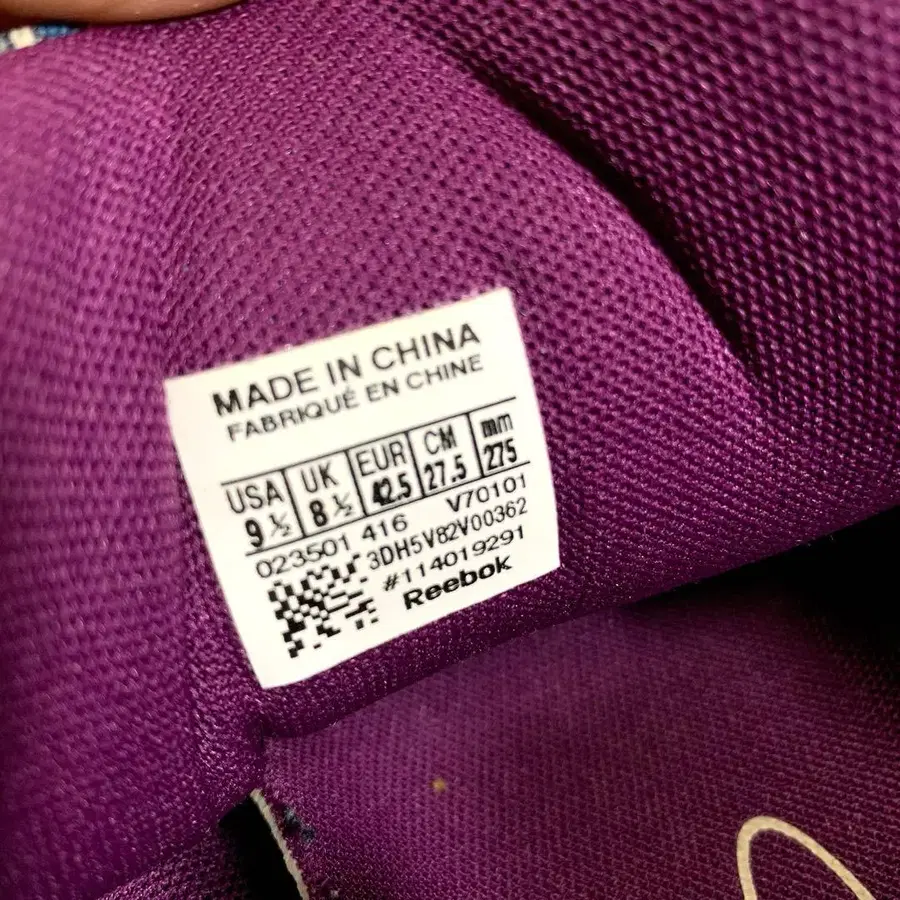 MADE IN CHINA
FABRIQUÉ EN CHINE
USA UK EUR CM mm
9 ½ 8 ½ 42.5 27.5 275
023501 416 V70101
3DH5V82V00362
#114019291
Reebok